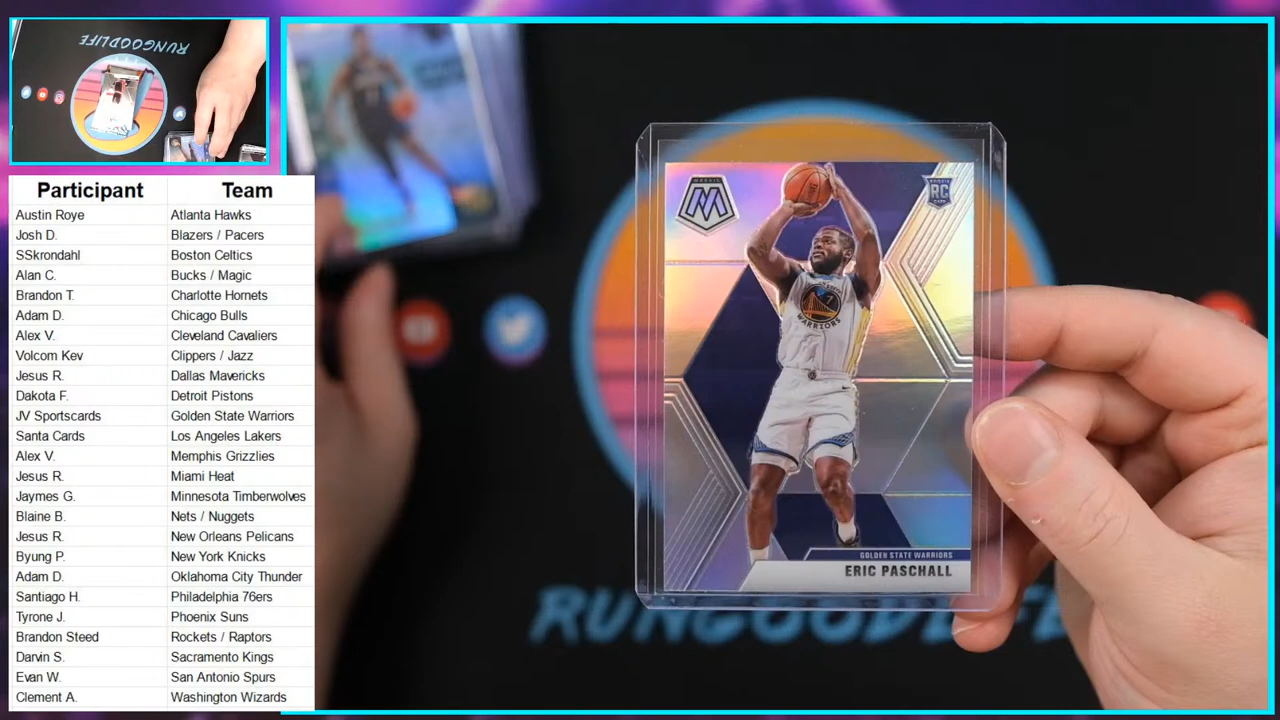 RUNGOODLIFE
Participant Team
Austin Roye Atlanta Hawks
Josh D. Blazers / Pacers
SSkrondahl Boston Celtics
Alan C. Bucks / Magic
Brandon T. Charlotte Hornets
Adam D. Chicago Bulls
Alex V. Cleveland Cavaliers
Volcom Kev Clippers / Jazz
Jesus R. Dallas Mavericks
Dakota F. Detroit Pistons
JV Sportscards Golden State Warriors
Santa Cards Los Angeles Lakers
Alex V. Memphis Grizzlies
Jesus R. Miami Heat
Jaymes G. Minnesota Timberwolves
Blaine B. Nets / Nuggets
Jesus R. New Orleans Pelicans
Byung P. New York Knicks
Adam D. Oklahoma City Thunder
Santiago H. Philadelphia 76ers
Tyrone J. Phoenix Suns
Brandon Steed Rockets / Raptors
Darvin S. Sacramento Kings
Evan W. San Antonio Spurs
Clement A. Washington Wizards
MOSAIC
M
RC
7
WARRIORS
GOLDEN STATE WARRIORS
ERIC PASCHALL
RUNGOODLIFE